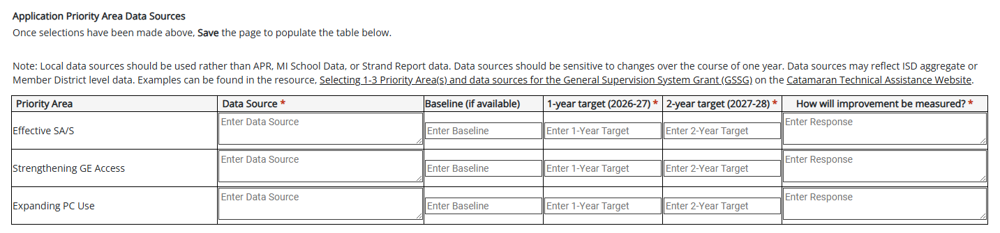 Application Priority Area Data Sources
Once selections have been made above, Save the page to populate the table below.
Note: Local data sources should be used rather than APR, MI School Data, or Strand Report data. Data sources should be sensitive to changes over the course of one year. Data sources may reflect ISD aggregate or
Member District level data. Examples can be found in the resource, Selecting 1-3 Priority Area(s) and data sources for the General Supervision System Grant (GSSG) on the Catamaran Technical Assistance Website.
Priority Area Data Source * Baseline (if available) 1-year target (2026-27) * 2-year target (2027-28) * How will improvement be measured? *
Effective SA/S Enter Data Source Enter Baseline Enter 1-Year Target Enter 2-Year Target Enter Response
Strengthening GE Access Enter Data Source Enter Baseline Enter 1-Year Target Enter 2-Year Target Enter Response
Expanding PC Use Enter Data Source Enter Baseline Enter 1-Year Target Enter 2-Year Target Enter Response